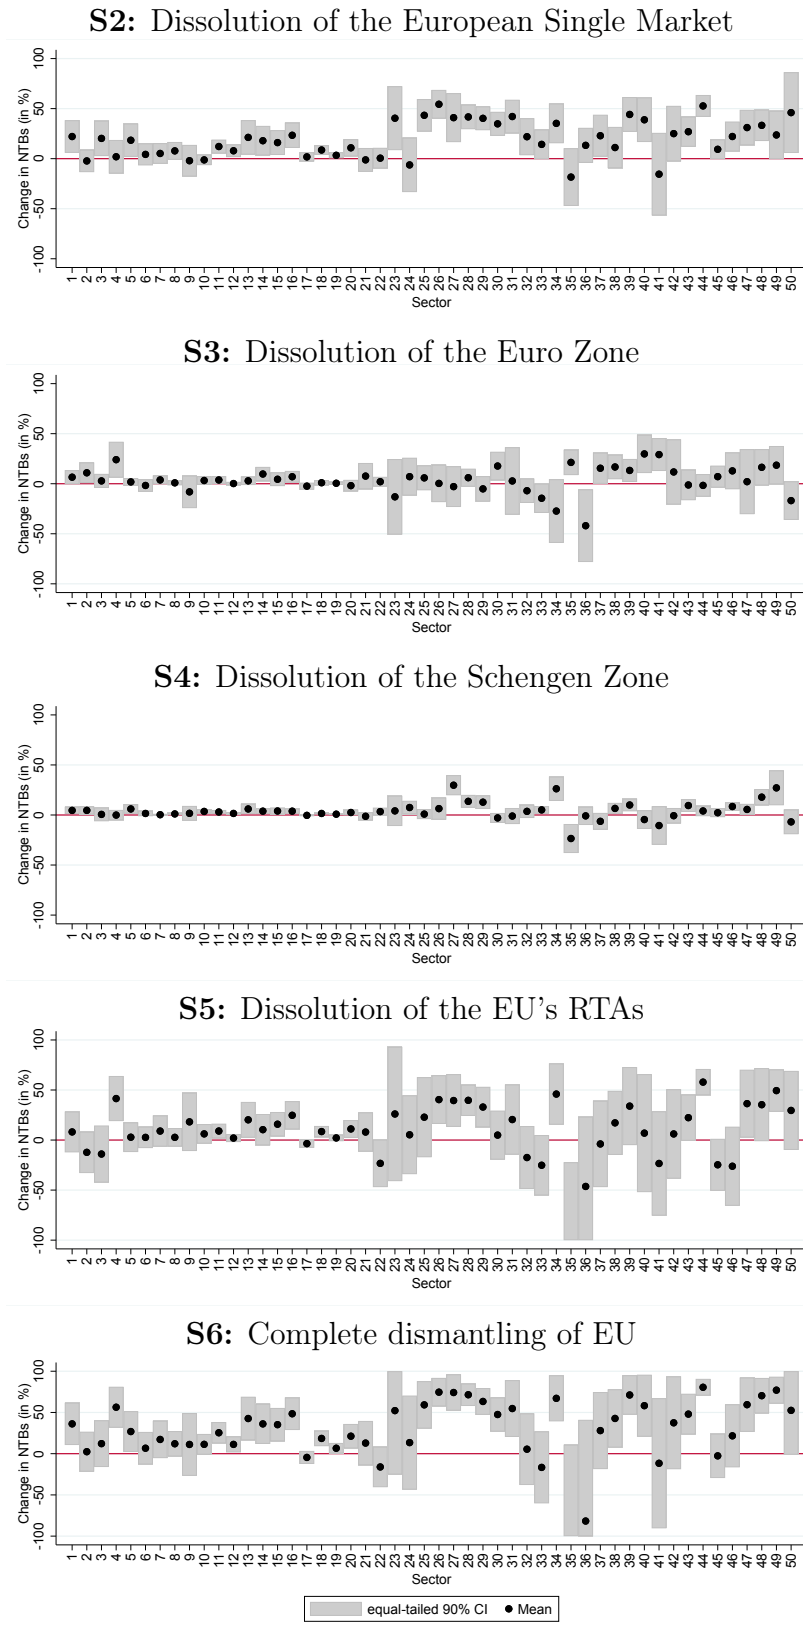 S2: Dissolution of the European Single Market
Change in NTBs (in %)
100
50
0
-50
-100
1 2 3 4 5 6 7 8 9 10 11 12 13 14 15 16 17 18 19 20 21 22 23 24 25 26 27 28 29 30 31 32 33 34 35 36 37 38 39 40 41 42 43 44 45 46 47 48 49 50
Sector
S3: Dissolution of the Euro Zone
Change in NTBs (in %)
100
50
0
-50
-100
1 2 3 4 5 6 7 8 9 10 11 12 13 14 15 16 17 18 19 20 21 22 23 24 25 26 27 28 29 30 31 32 33 34 35 36 37 38 39 40 41 42 43 44 45 46 47 48 49 50
Sector
S4: Dissolution of the Schengen Zone
Change in NTBs (in %)
100
50
0
-50
-100
1 2 3 4 5 6 7 8 9 10 11 12 13 14 15 16 17 18 19 20 21 22 23 24 25 26 27 28 29 30 31 32 33 34 35 36 37 38 39 40 41 42 43 44 45 46 47 48 49 50
Sector
S5: Dissolution of the EU's RTAs
Change in NTBs (in %)
100
50
0
-50
-100
1 2 3 4 5 6 7 8 9 10 11 12 13 14 15 16 17 18 19 20 21 22 23 24 25 26 27 28 29 30 31 32 33 34 35 36 37 38 39 40 41 42 43 44 45 46 47 48 49 50
Sector
S6: Complete dismantling of EU
Change in NTBs (in %)
100
50
0
-50
-100
1 2 3 4 5 6 7 8 9 10 11 12 13 14 15 16 17 18 19 20 21 22 23 24 25 26 27 28 29 30 31 32 33 34 35 36 37 38 39 40 41 42 43 44 45 46 47 48 49 50
Sector
equal-tailed 90% CI Mean